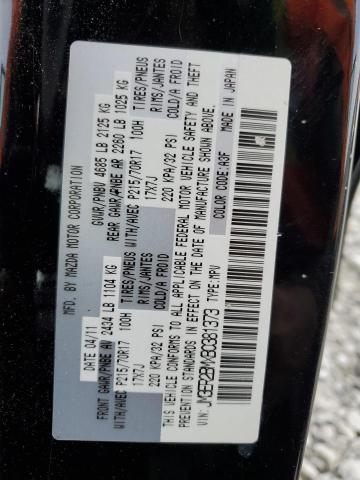 MFD. BY MAZDA MOTOR CORPORATION
DATE 04/11 GVWR/PNBV 4685 LB 2125 KG
FRONT GAWR/PNBE AV 2434 LB 1104 KG REAR GAWR/PNBE AR 2260 LB 1025 KG
WITH/AVEC P215/70R17 100H TIRES/PNEUS WITH/AVEC P215/70R17 100H TIRES/PNEUS
17X7J RIMS/JANTES 17X7J RIMS/JANTES
220 KPA/32 PSI COLD/A FROID 220 KPA/32 PSI COLD/A FROID
THIS VEHICLE CONFORMS TO ALL APPLICABLE FEDERAL MOTOR VEHICLE SAFETY AND THEFT
PREVENTION STANDARDS IN EFFECT ON THE DATE OF MANUFACTURE SHOWN ABOVE.
VIN: TYPE: MPV COLOR CODE: A3F MADE IN JAPAN